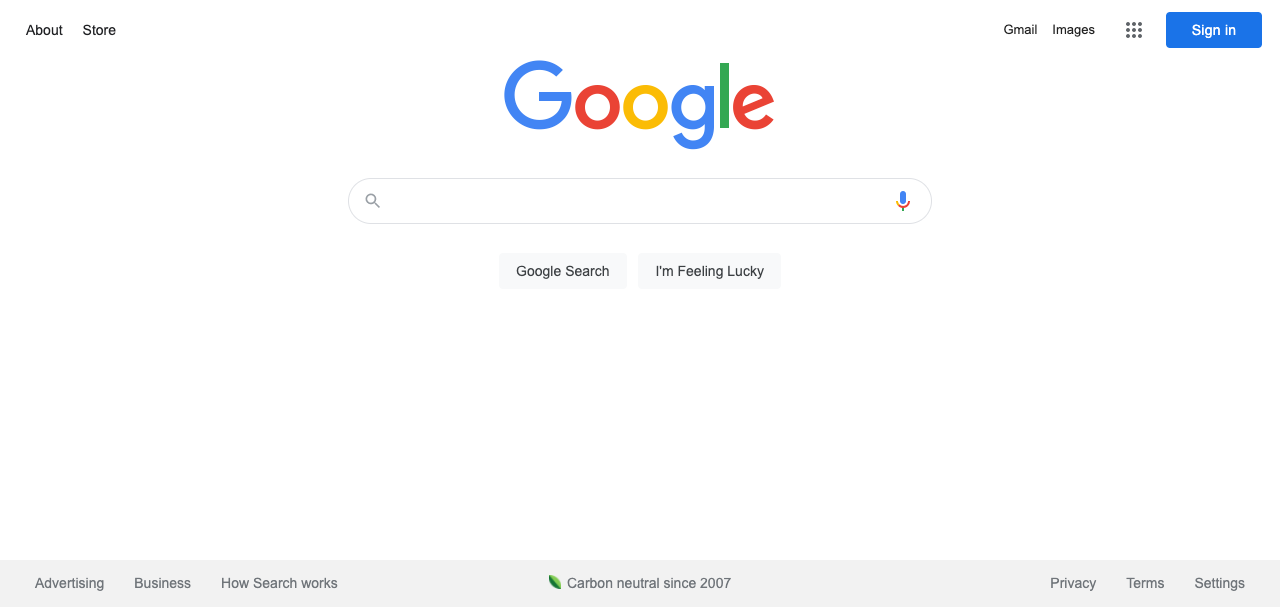 About Store Gmail Images Sign in
Google
Google Search I'm Feeling Lucky
Advertising Business How Search works Carbon neutral since 2007 Privacy Terms Settings